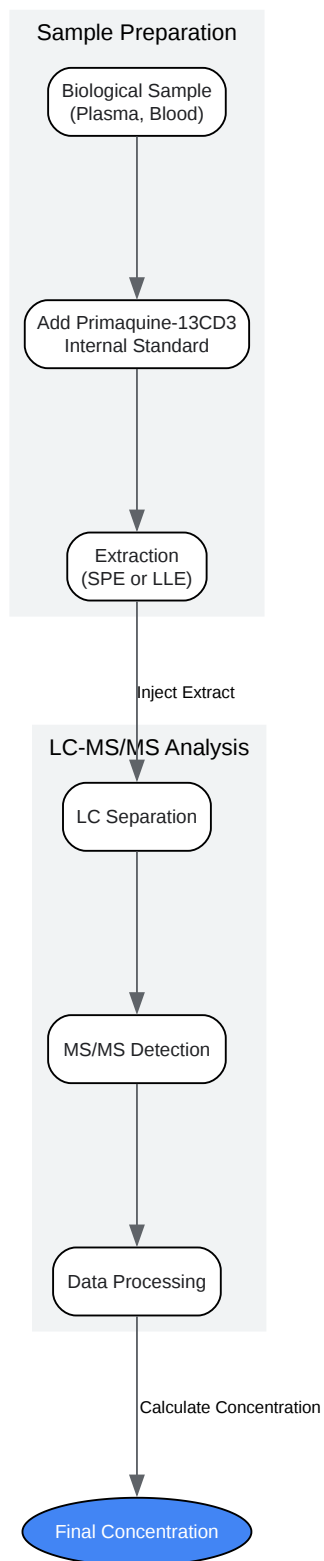 Sample Preparation
Biological Sample
(Plasma, Blood)
Add Primaquine-13CD3
Internal Standard
Extraction
(SPE or LLE)
Inject Extract
LC-MS/MS Analysis
LC Separation
MS/MS Detection
Data Processing
Calculate Concentration
Final Concentration